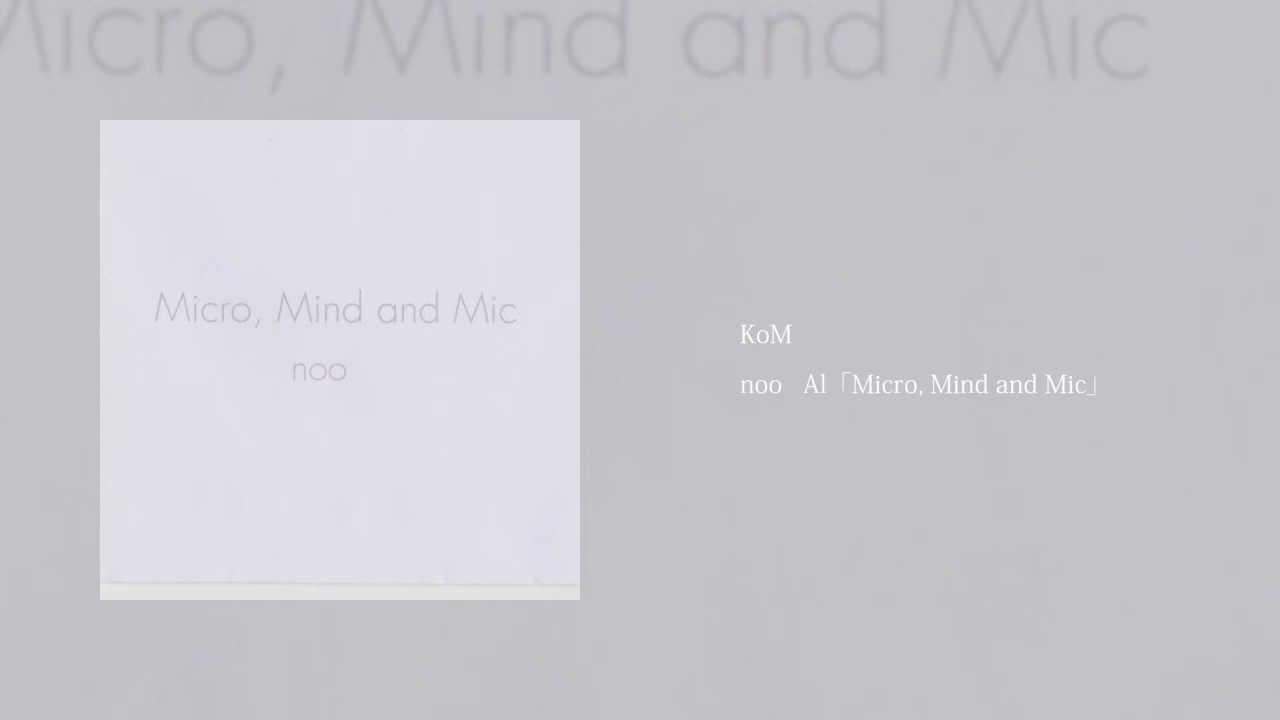 Micro, Mind and Mic
Micro, Mind and Mic
noo
KoM
noo Al「Micro, Mind and Mic」